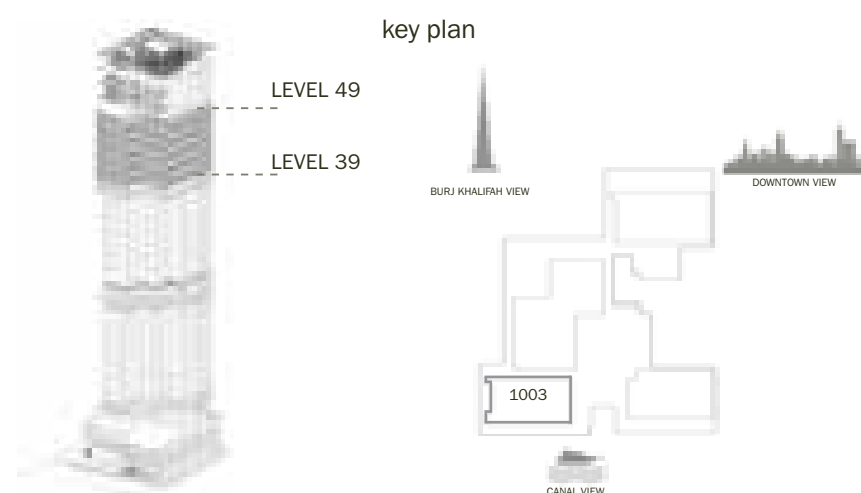 key plan
LEVEL 49
LEVEL 39
BURJ KHALIFAH VIEW
DOWNTOWN VIEW
1003
CANAL VIEW